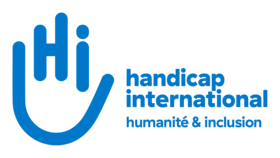 Hi
handicap
international
humanité & inclusion